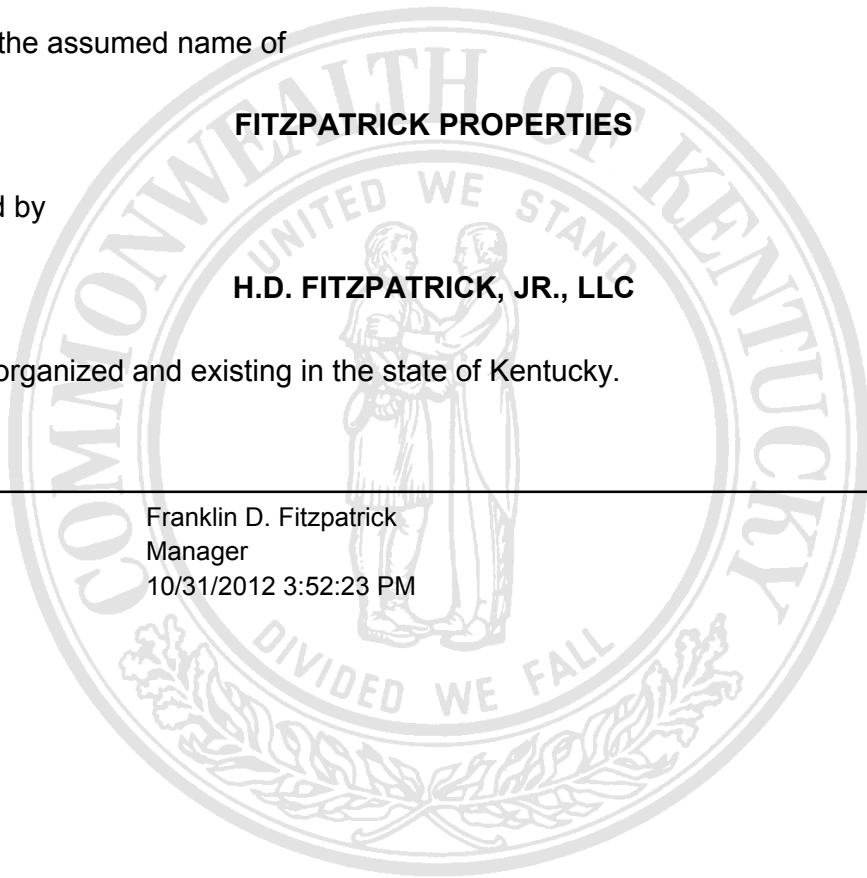 the assumed name of
FITZPATRICK PROPERTIES
d by
H.D. FITZPATRICK, JR., LLC
organized and existing in the state of Kentucky.
Franklin D. Fitzpatrick
Manager
10/31/2012 3:52:23 PM
COMMONWEALTH OF KENTUCKY
UNITED WE STAND
DIVIDED WE FALL